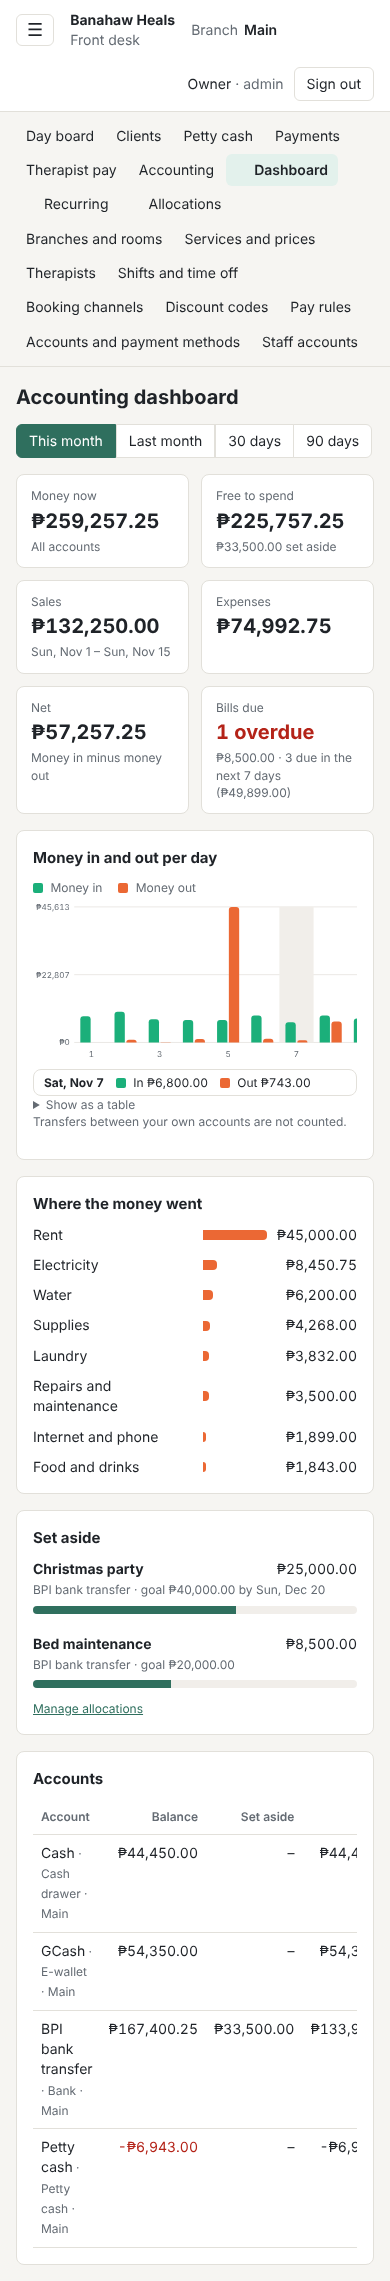 ☰
Banahaw Heals
Front desk
Branch Main
Owner · admin
Sign out
Day board Clients Petty cash Payments
Therapist pay Accounting Dashboard
Recurring Allocations
Branches and rooms Services and prices
Therapists Shifts and time off
Booking channels Discount codes Pay rules
Accounts and payment methods Staff accounts
Accounting dashboard
This month Last month 30 days 90 days
Money now
₱259,257.25
All accounts
Free to spend
₱225,757.25
₱33,500.00 set aside
Sales
₱132,250.00
Sun, Nov 1 – Sun, Nov 15
Expenses
₱74,992.75
Net
₱57,257.25
Money in minus money
out
Bills due
1 overdue
₱8,500.00 · 3 due in the
next 7 days
(₱49,899.00)
Money in and out per day
Money in Money out
₱45,613
₱22,807
₱0
1 3 5 7
Sat, Nov 7 In ₱6,800.00 Out ₱743.00
▶ Show as a table
Transfers between your own accounts are not counted.
Where the money went
Rent ₱45,000.00
Electricity ₱8,450.75
Water ₱6,200.00
Supplies ₱4,268.00
Laundry ₱3,832.00
Repairs and
maintenance ₱3,500.00
Internet and phone ₱1,899.00
Food and drinks ₱1,843.00
Set aside
Christmas party ₱25,000.00
BPI bank transfer · goal ₱40,000.00 by Sun, Dec 20
Bed maintenance ₱8,500.00
BPI bank transfer · goal ₱20,000.00
Manage allocations
Accounts
Account Balance Set aside
Cash · ₱44,450.00 – ₱44,4
Cash
drawer ·
Main
GCash · ₱54,350.00 – ₱54,3
E-wallet
· Main
BPI ₱167,400.25 ₱33,500.00 ₱133,9
bank
transfer
· Bank ·
Main
Petty -₱6,943.00 – -₱6,9
cash ·
Petty
cash ·
Main